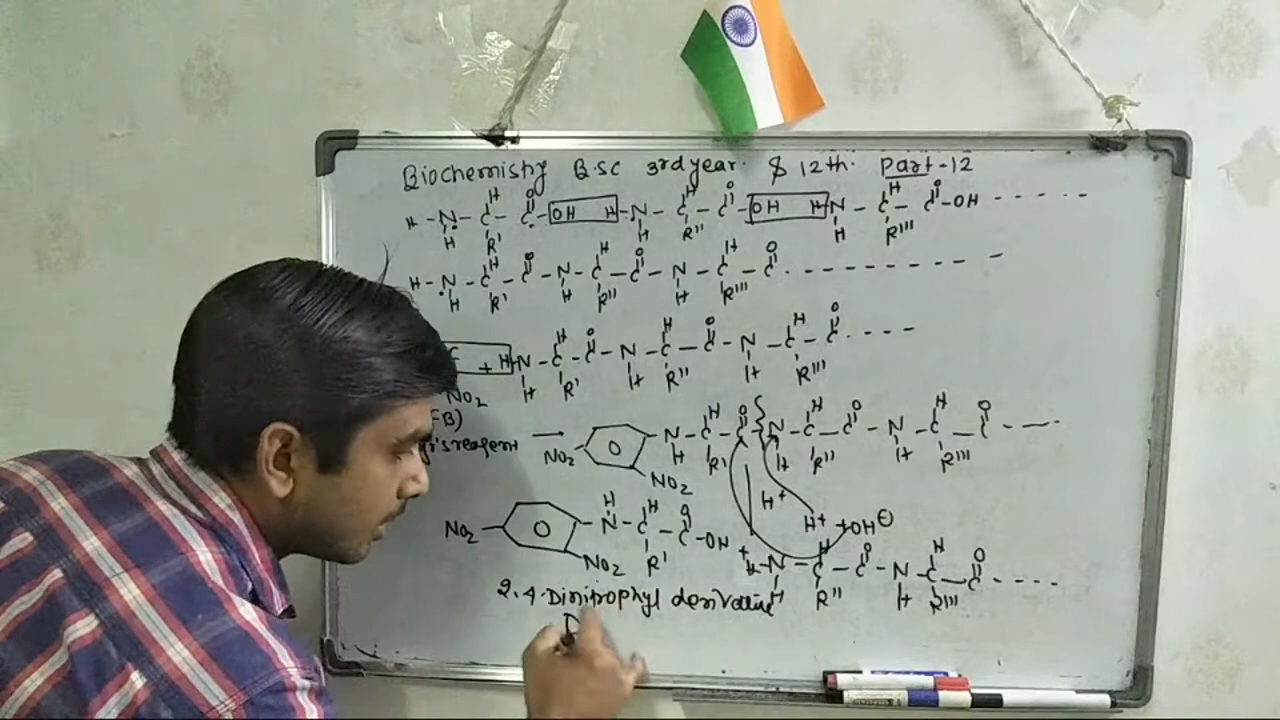 Biochemistry B.SC 3rd year. $ 12th. Part-12
H - N - C - C - OH H - N - C - C - OH H - N - C - C - OH - - - - - -
H H R' O H H R'' O H H R''' O
H - N - C - C - N - C - C - N - C - C - - - - - - - - -
H H R' O H H R'' O H H R''' O
+ H - N - C - C - N - C - C - N - C - C - - - -
H H R' O H H R'' O H H R''' O
NO2
FB)
r's reagent → NO2 O NO2 - N - C - C - N - C - C - N - C - C - - - -
H H R' O H H R'' O H H R''' O
H+
H+ + OH⊖
NO2 O NO2 - N - C - C - OH + H - N - C - C - N - C - C - - - -
H H R' O H H R'' O H H R''' O
2.4.Dinitrophyl derivative
D